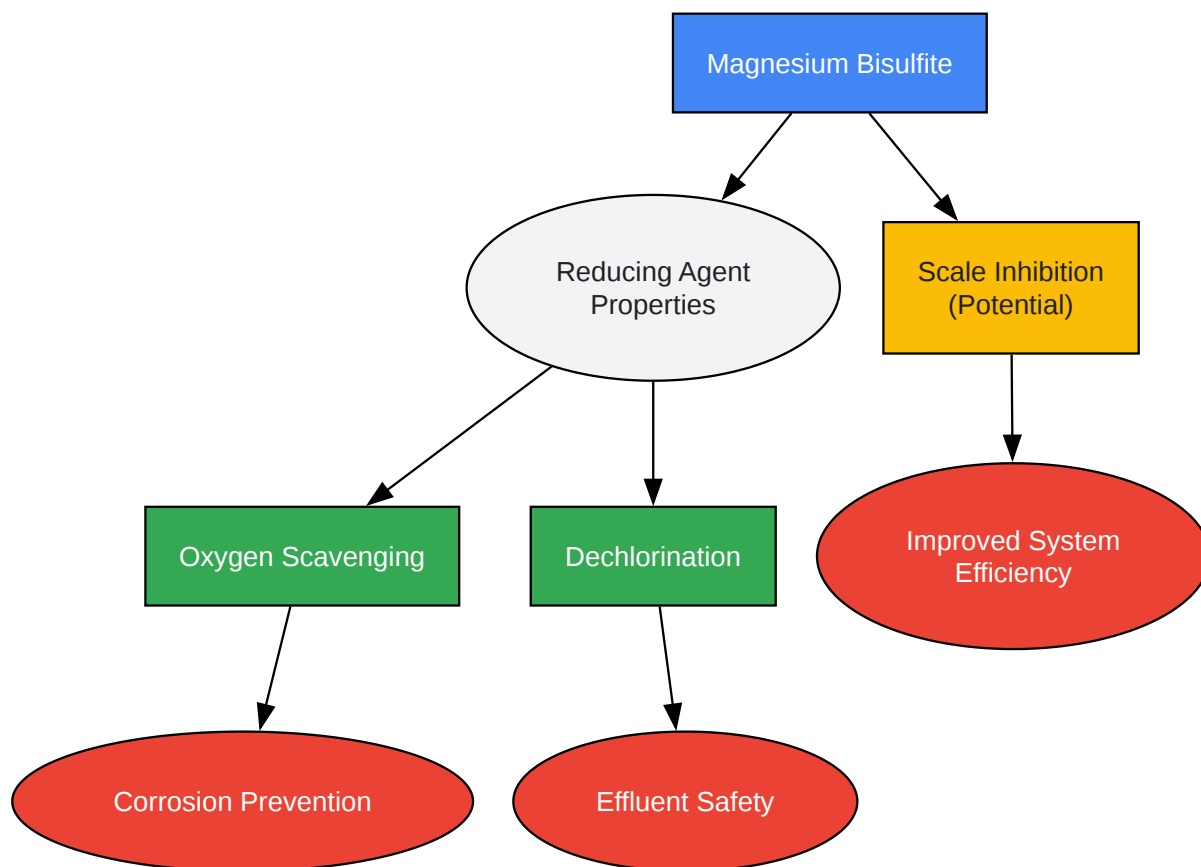 Magnesium Bisulfite
Reducing Agent
Properties
Scale Inhibition
(Potential)
Oxygen Scavenging
Dechlorination
Improved System
Efficiency
Corrosion Prevention
Effluent Safety